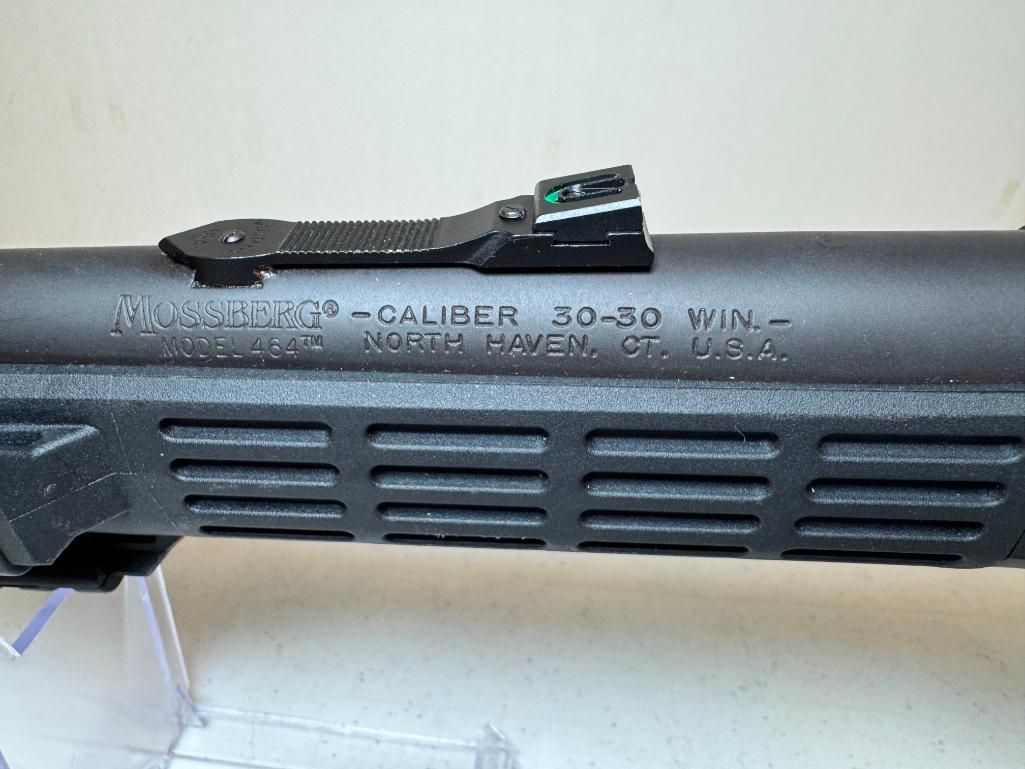 MOSSBERG® -CALIBER 30-30 WIN.-
MODEL 464™ NORTH HAVEN, CT. U.S.A.